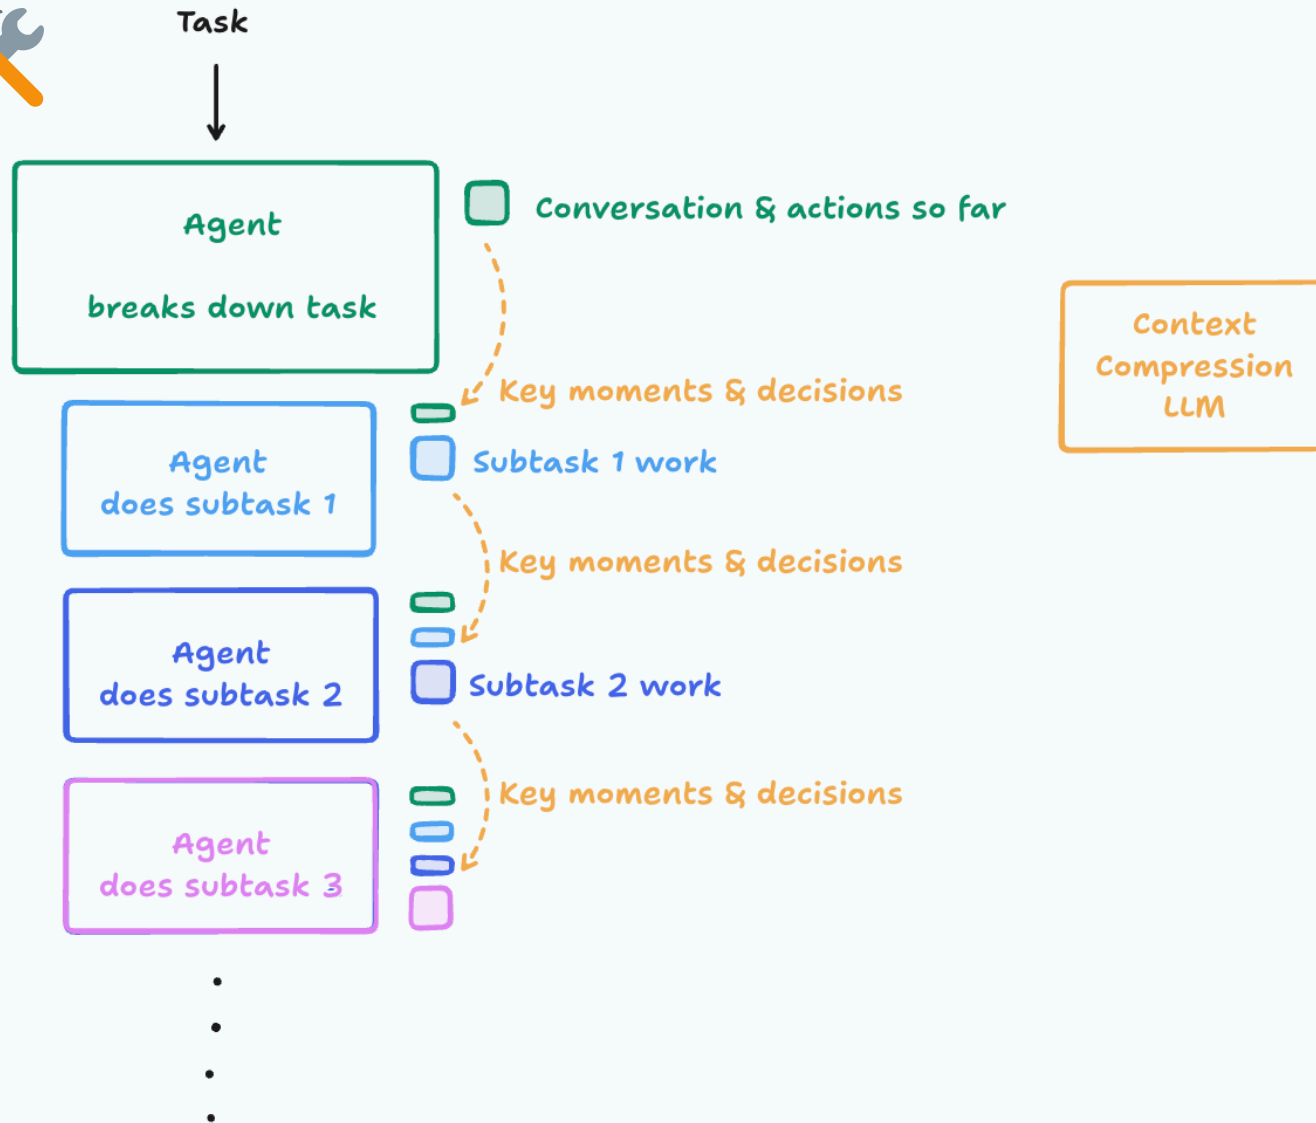 Task
Agent
breaks down task
Conversation & actions so far
Key moments & decisions
Context
Compression
LLM
Agent
does subtask 1
Subtask 1 work
Key moments & decisions
Agent
does subtask 2
Subtask 2 work
Key moments & decisions
Agent
does subtask 3